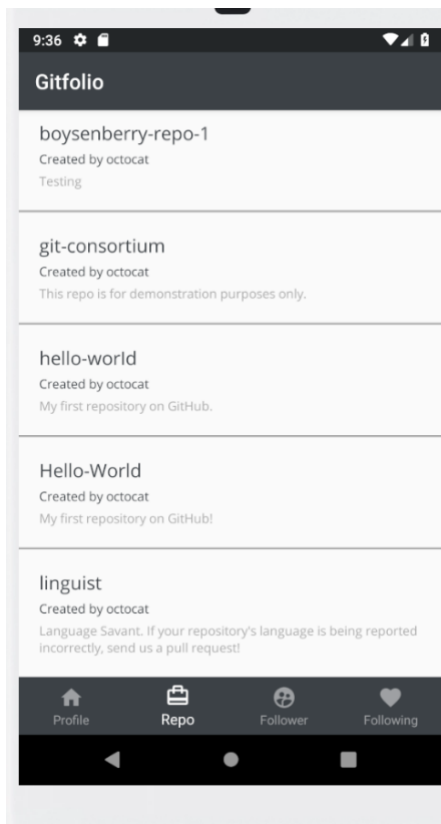 9:36
Gitfolio
boysenberry-repo-1
Created by octocat
Testing
git-consortium
Created by octocat
This repo is for demonstration purposes only.
hello-world
Created by octocat
My first repository on GitHub.
Hello-World
Created by octocat
My first repository on GitHub!
linguist
Created by octocat
Language Savant. If your repository's language is being reported
incorrectly, send us a pull request!
Profile Repo Follower Following